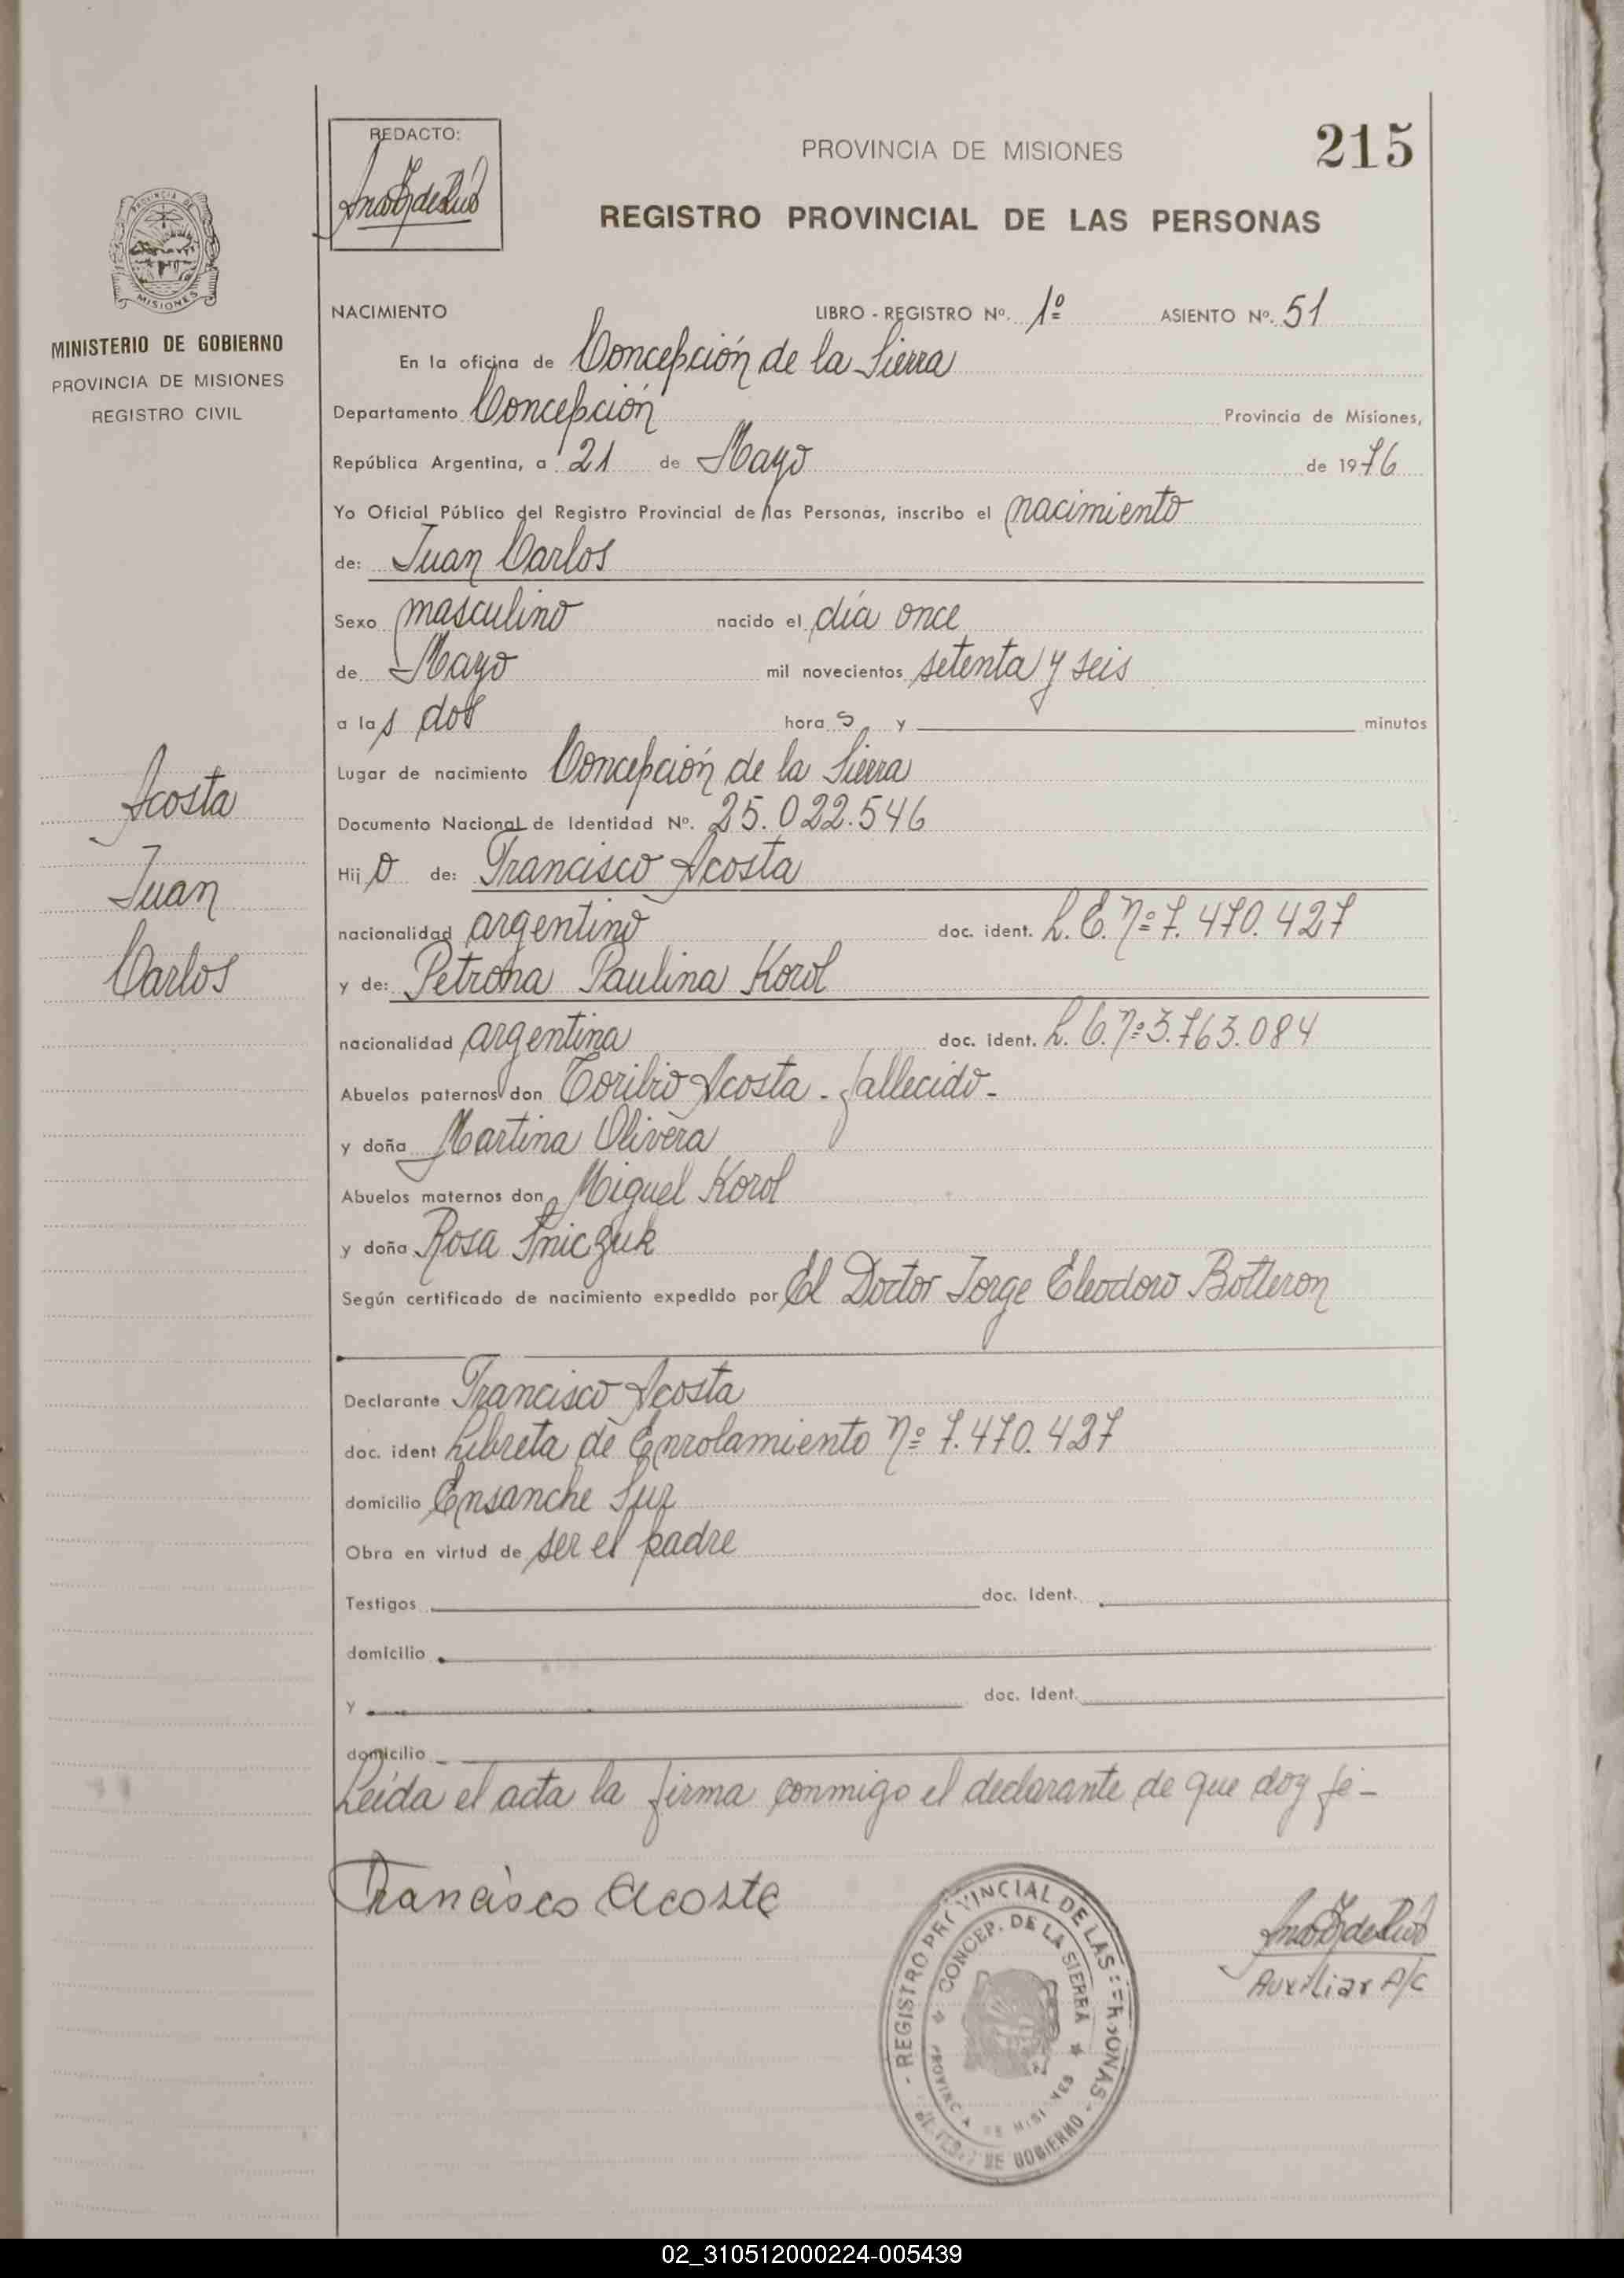 REDACTO:
PROVINCIA DE MISIONES
215
REGISTRO PROVINCIAL DE LAS PERSONAS
MINISTERIO DE GOBIERNO
PROVINCIA DE MISIONES
REGISTRO CIVIL
NACIMIENTO LIBRO - REGISTRO Nº. 1º ASIENTO Nº. 51
En la oficina de Concepción de la Sierra
Departamento Concepción Provincia de Misiones,
República Argentina, a 21 de Mayo de 1976
Yo Oficial Público del Registro Provincial de las Personas, inscribo el nacimiento
de: Juan Carlos
Sexo masculino nacido el día once
de Mayo mil novecientos setenta y seis
a las dos horas y minutos
Lugar de nacimiento Concepción de la Sierra
Documento Nacional de Identidad Nº. 25.022.546
Acosta
Juan
Carlos
Hijo de: Francisco Acosta
nacionalidad argentino doc. ident. L. E. Nº 7.470.427
y de: Petrona Paulina Korol
nacionalidad argentina doc. ident. L. C. Nº 3.763.084
Abuelos paternos don Toribio Acosta - fallecido -
y doña Martina Olivera
Abuelos maternos don Miguel Korol
y doña Rosa Sniczuk
Según certificado de nacimiento expedido por El Doctor Jorge Eleodoro Botteron
Declarante Francisco Acosta
doc. ident Libreta de Enrolamiento Nº 7.470.427
domicilio Ensanche Sur
Obra en virtud de ser el padre
Testigos doc. Ident.
domicilio
y doc. Ident.
domicilio
Leída el acta la firma conmigo el declarante de que doy fé -
Francisco Acosta
REGISTRO PROVINCIAL DE LAS PERSONAS
CONCEP. DE LA SIERRA
PROVINCIA DE MISIONES
DE GOBIERNO
Auxiliar A/C
02_310512000224-005439